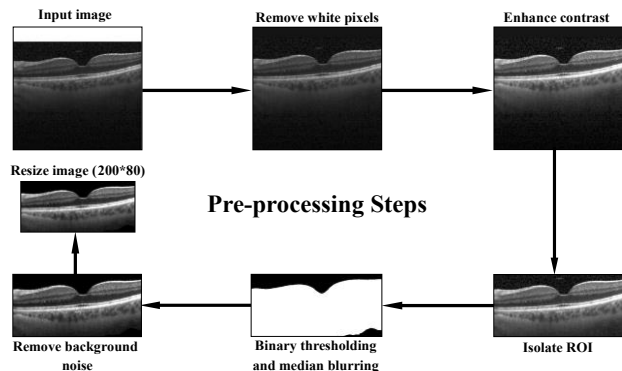 Input image
Remove white pixels
Enhance contrast
Resize image (200*80)
Pre-processing Steps
Remove background
noise
Binary thresholding
and median blurring
Isolate ROI